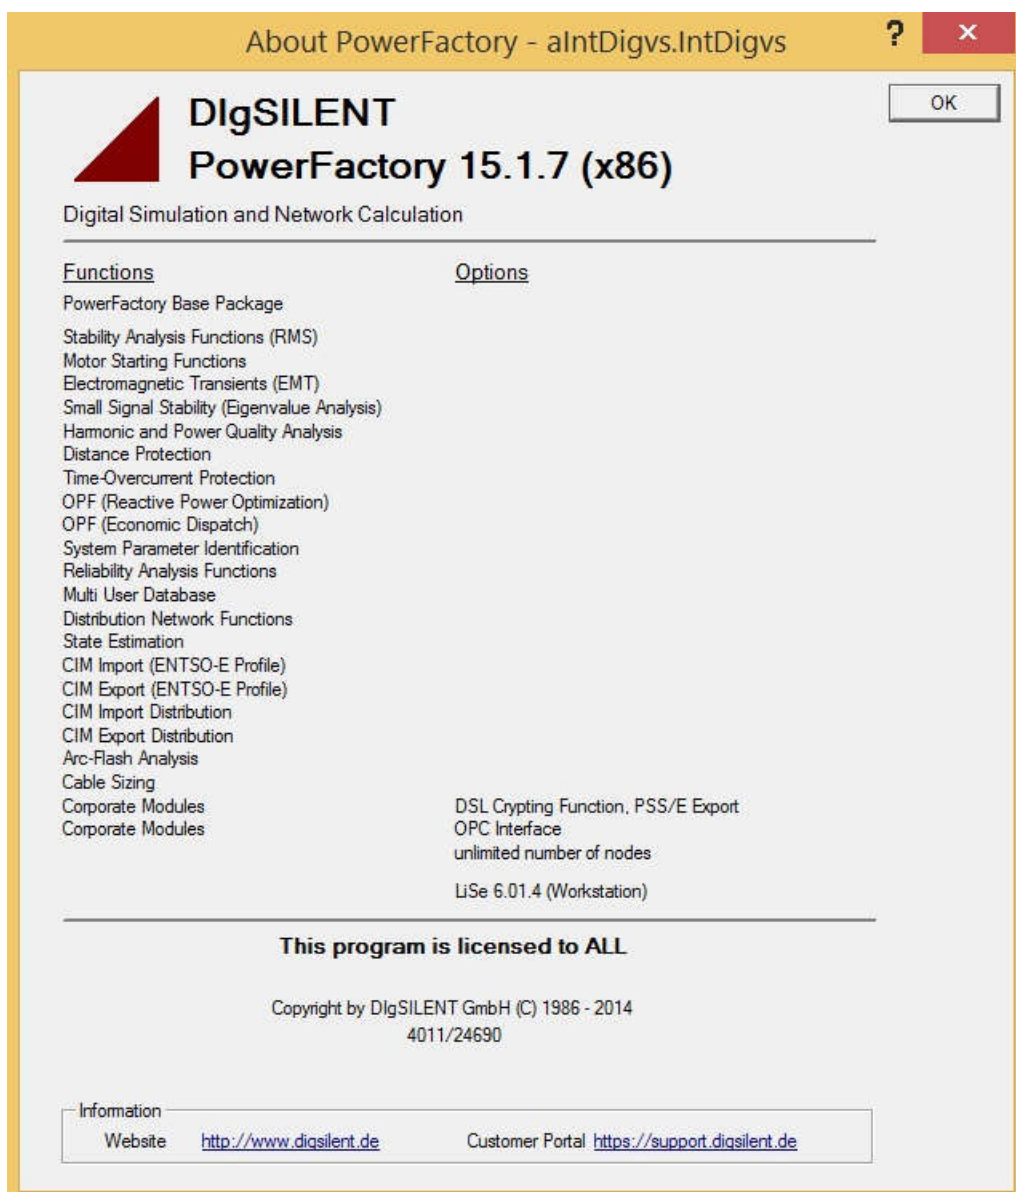 About PowerFactory - aIntDigvs.IntDigvs ? ×
OK
DIgSILENT
PowerFactory 15.1.7 (x86)
Digital Simulation and Network Calculation
Functions Options
PowerFactory Base Package
Stability Analysis Functions (RMS)
Motor Starting Functions
Electromagnetic Transients (EMT)
Small Signal Stability (Eigenvalue Analysis)
Harmonic and Power Quality Analysis
Distance Protection
Time-Overcurrent Protection
OPF (Reactive Power Optimization)
OPF (Economic Dispatch)
System Parameter Identification
Reliability Analysis Functions
Multi User Database
Distribution Network Functions
State Estimation
CIM Import (ENTSO-E Profile)
CIM Export (ENTSO-E Profile)
CIM Import Distribution
CIM Export Distribution
Arc-Flash Analysis
Cable Sizing
Corporate Modules DSL Crypting Function, PSS/E Export
Corporate Modules OPC Interface
unlimited number of nodes
LiSe 6.01.4 (Workstation)
This program is licensed to ALL
Copyright by DIgSILENT GmbH (C) 1986 - 2014
4011/24690
Information
Website http://www.digsilent.de Customer Portal https://support.digsilent.de